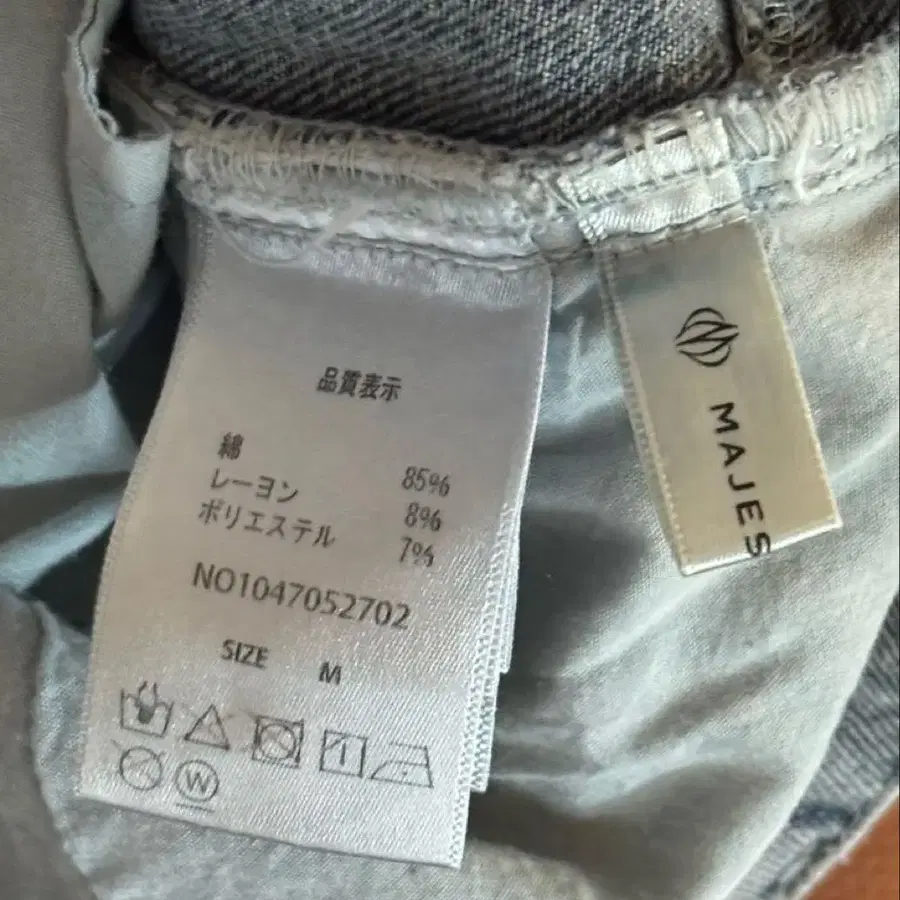 品質表示
綿 85%
レーヨン 8%
ポリエステル 7%
NO1047052702
SIZE M
W
MAJES